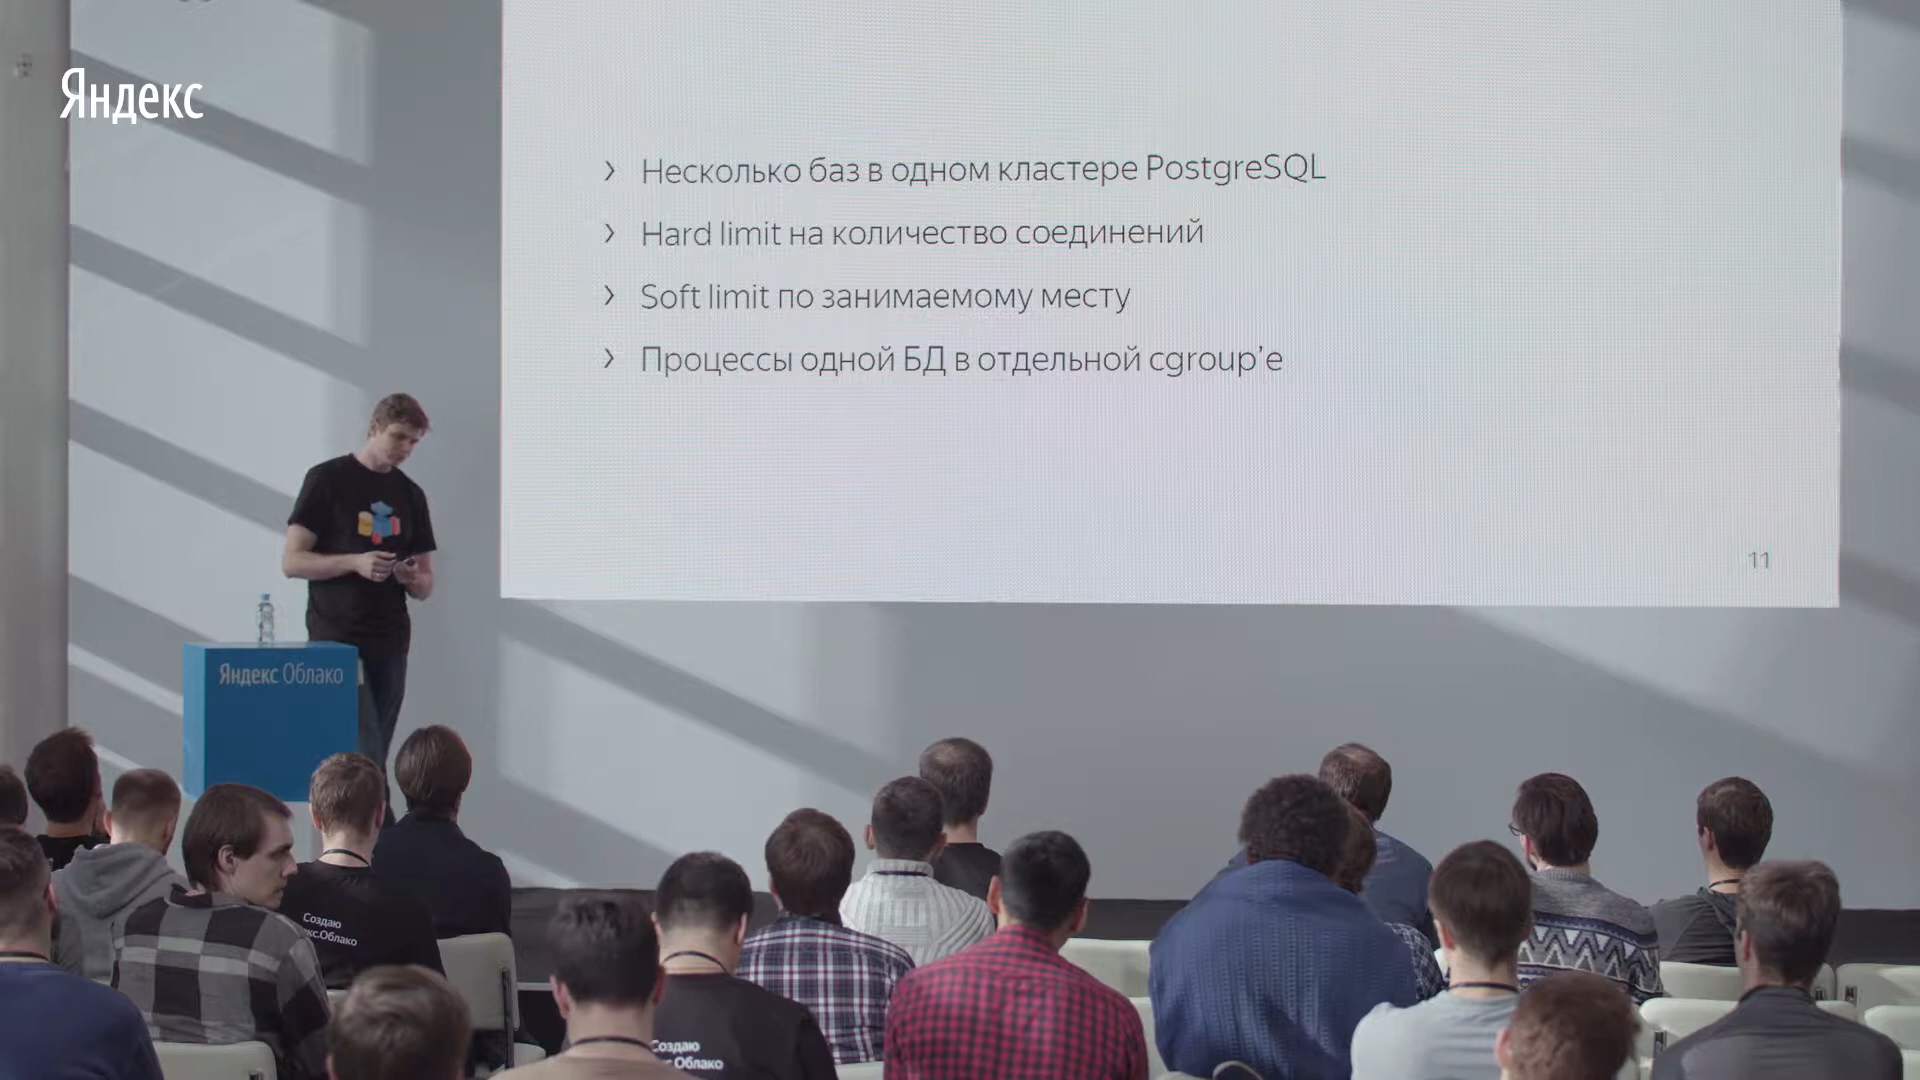 Яндекс
Несколько баз в одном кластере PostgreSQL
Hard limit на количество соединений
Soft limit по занимаемому месту
Процессы одной БД в отдельной cgroup’е
11
Яндекс Облако
Создаю
кс.Облако
Создаю
Облако